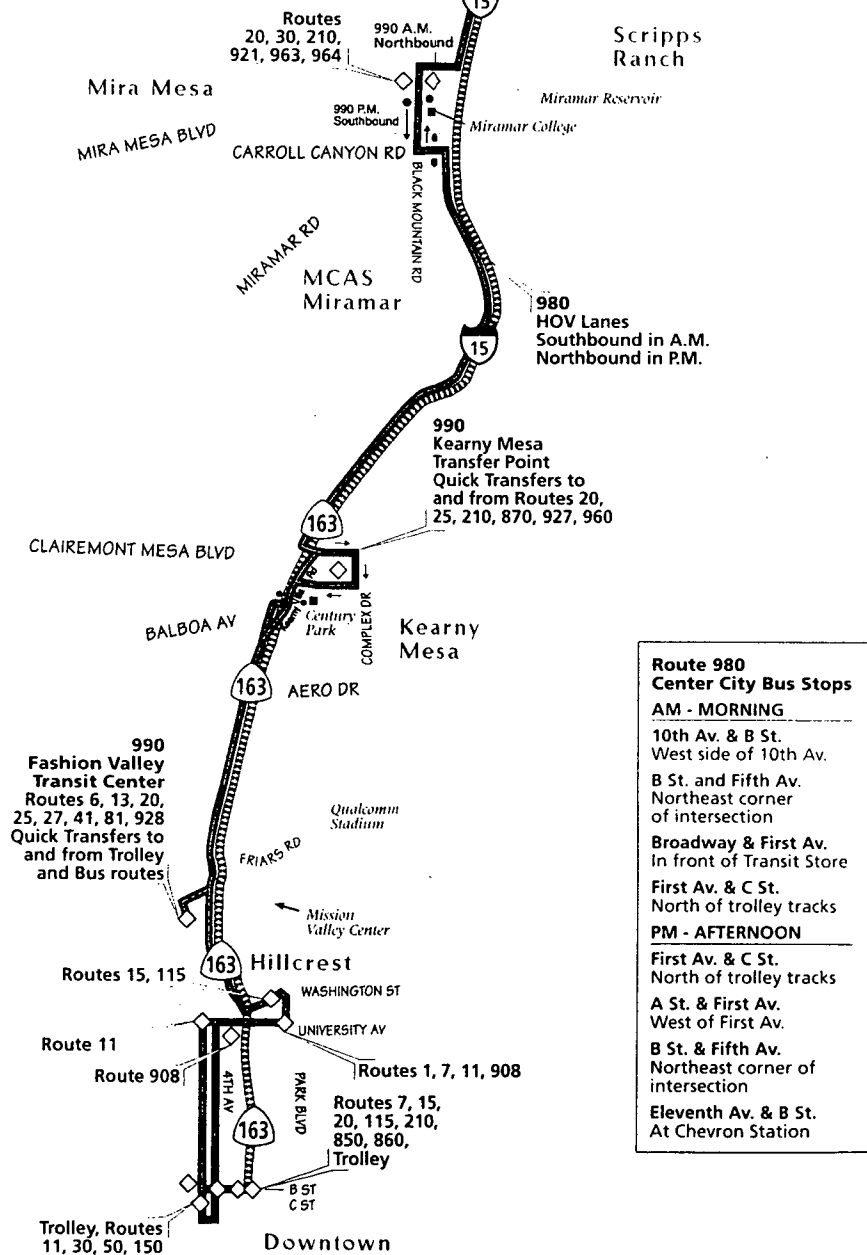 15
Routes
20, 30, 210,
921, 963, 964
990 A.M.
Northbound
Scripps
Ranch
Mira Mesa
Miramar Reservoir
990 P.M.
Southbound
Miramar College
MIRA MESA BLVD
CARROLL CANYON RD
BLACK MOUNTAIN RD
MIRAMAR RD
MCAS
Miramar
980
HOV Lanes
Southbound in A.M.
Northbound in P.M.
15
990
Kearny Mesa
Transfer Point
Quick Transfers to
and from Routes 20,
25, 210, 870, 927, 960
163
CLAIREMONT MESA BLVD
Century
Park
COMPLEX DR
BALBOA AV
Kearny
Mesa
163
AERO DR
990
Fashion Valley
Transit Center
Routes 6, 13, 20,
25, 27, 41, 81, 928
Quick Transfers to
and from Trolley
and Bus routes
Qualcomm
Stadium
FRIARS RD
Mission
Valley Center
163
Hillcrest
Routes 15, 115
WASHINGTON ST
UNIVERSITY AV
Route 11
Route 908
Routes 1, 7, 11, 908
4TH AV
PARK BLVD
Routes 7, 15,
20, 115, 210,
850, 860,
Trolley
163
B ST
C ST
Trolley, Routes
11, 30, 50, 150
Downtown
Route 980
Center City Bus Stops
AM - MORNING
10th Av. & B St.
West side of 10th Av.
B St. and Fifth Av.
Northeast corner
of intersection
Broadway & First Av.
In front of Transit Store
First Av. & C St.
North of trolley tracks
PM - AFTERNOON
First Av. & C St.
North of trolley tracks
A St. & First Av.
West of First Av.
B St. & Fifth Av.
Northeast corner of
intersection
Eleventh Av. & B St.
At Chevron Station